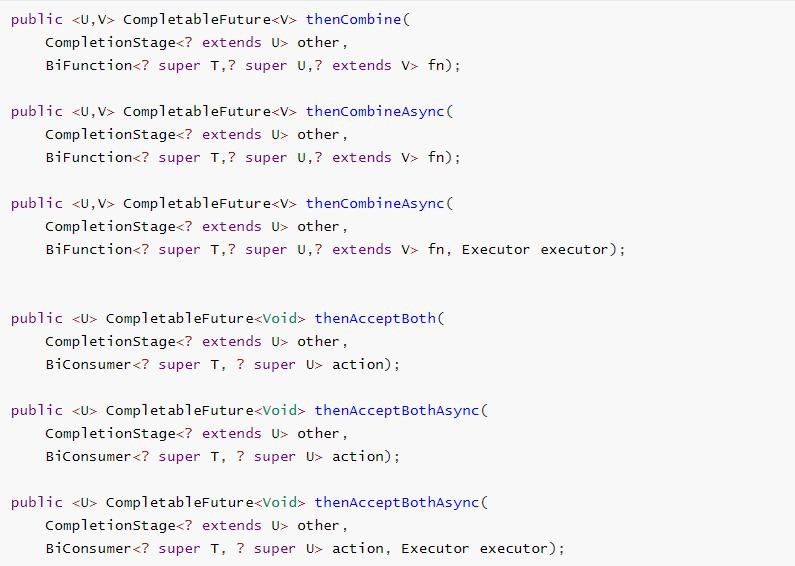 public <U,V> CompletableFuture<V> thenCombine(
    CompletionStage<? extends U> other,
    BiFunction<? super T,? super U,? extends V> fn);

public <U,V> CompletableFuture<V> thenCombineAsync(
    CompletionStage<? extends U> other,
    BiFunction<? super T,? super U,? extends V> fn);

public <U,V> CompletableFuture<V> thenCombineAsync(
    CompletionStage<? extends U> other,
    BiFunction<? super T,? super U,? extends V> fn, Executor executor);


public <U> CompletableFuture<Void> thenAcceptBoth(
    CompletionStage<? extends U> other,
    BiConsumer<? super T, ? super U> action);

public <U> CompletableFuture<Void> thenAcceptBothAsync(
    CompletionStage<? extends U> other,
    BiConsumer<? super T, ? super U> action);

public <U> CompletableFuture<Void> thenAcceptBothAsync(
    CompletionStage<? extends U> other,
    BiConsumer<? super T, ? super U> action, Executor executor);